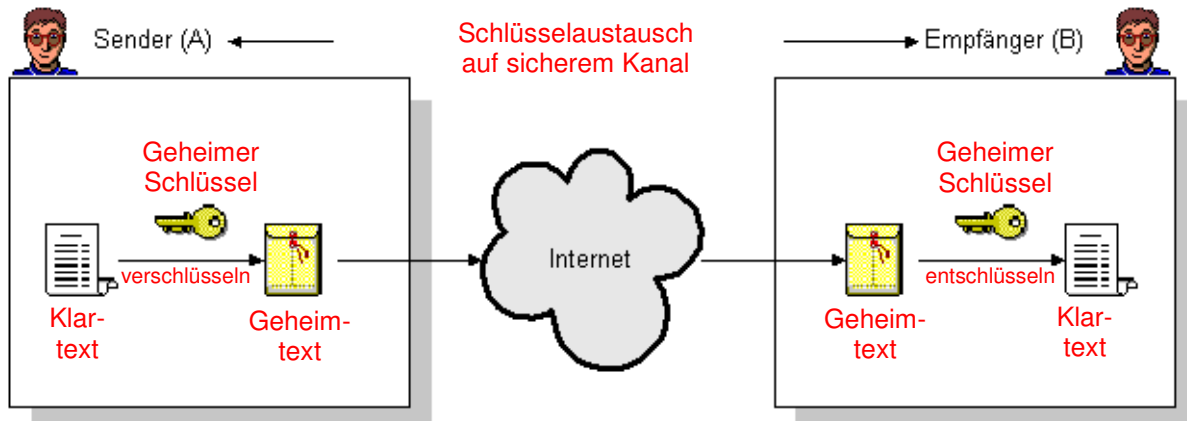 Sender (A)
Schlüsselaustausch
auf sicherem Kanal
Empfänger (B)
Geheimer
Schlüssel
verschlüsseln
Klar-
text
Geheim-
text
Internet
Geheimer
Schlüssel
entschlüsseln
Geheim-
text
Klar-
text